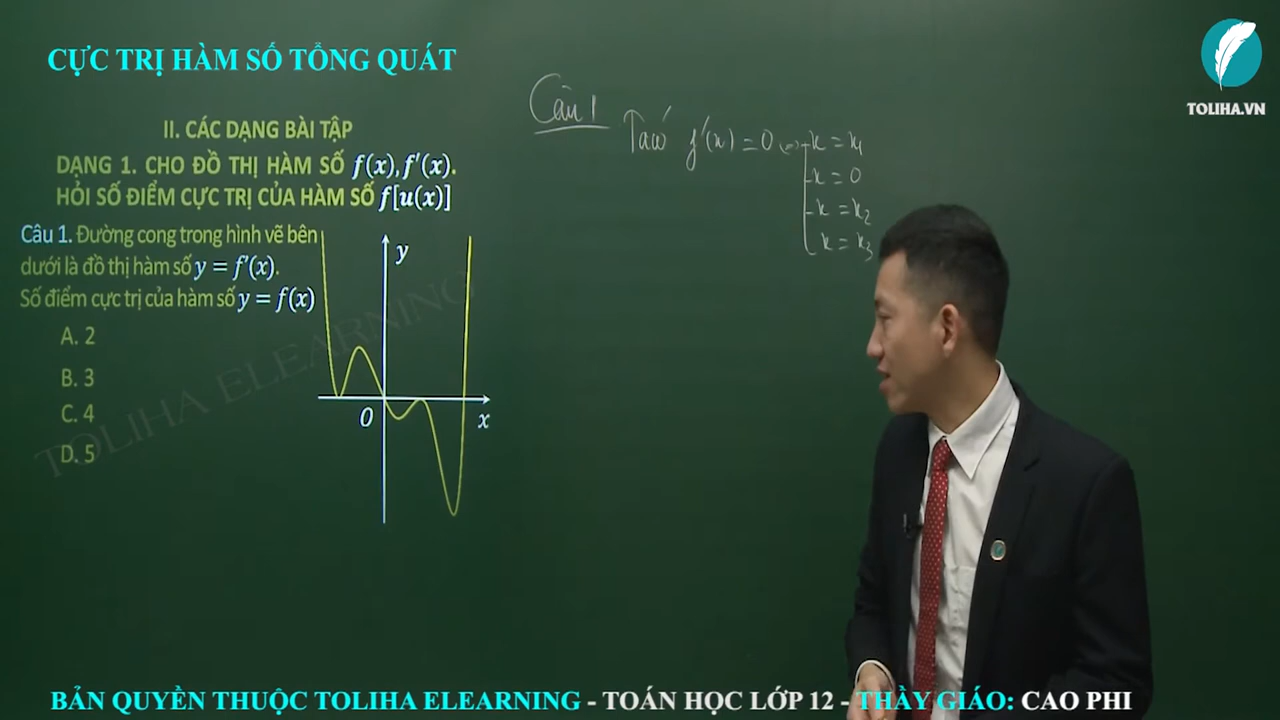 CỰC TRỊ HÀM SỐ TỔNG QUÁT
TOLIHA.VN
II. CÁC DẠNG BÀI TẬP
DẠNG 1. CHO ĐỒ THỊ HÀM SỐ f(x), f'(x).
HỎI SỐ ĐIỂM CỰC TRỊ CỦA HÀM SỐ f[u(x)]
Câu 1. Đường cong trong hình vẽ bên
dưới là đồ thị hàm số y = f'(x).
Số điểm cực trị của hàm số y = f(x)
A. 2
B. 3
C. 4
D. 5
y
O
x
TOLIHA ELEARNING
Câu 1
Ta có f'(x) = 0 ⇔ x = x₁
x = 0
x = x₂
x = x₃
BẢN QUYỀN THUỘC TOLIHA ELEARNING - TOÁN HỌC LỚP 12 - THẦY GIÁO: CAO PHI